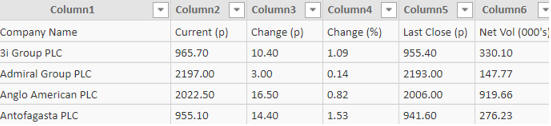 Column1 Column2 Column3 Column4 Column5 Column6
Company Name Current (p) Change (p) Change (%) Last Close (p) Net Vol (000's)
3i Group PLC 965.70 10.40 1.09 955.40 330.10
Admiral Group PLC 2197.00 3.00 0.14 2193.00 147.77
Anglo American PLC 2022.50 16.50 0.82 2006.00 919.66
Antofagasta PLC 955.10 14.40 1.53 941.60 276.23